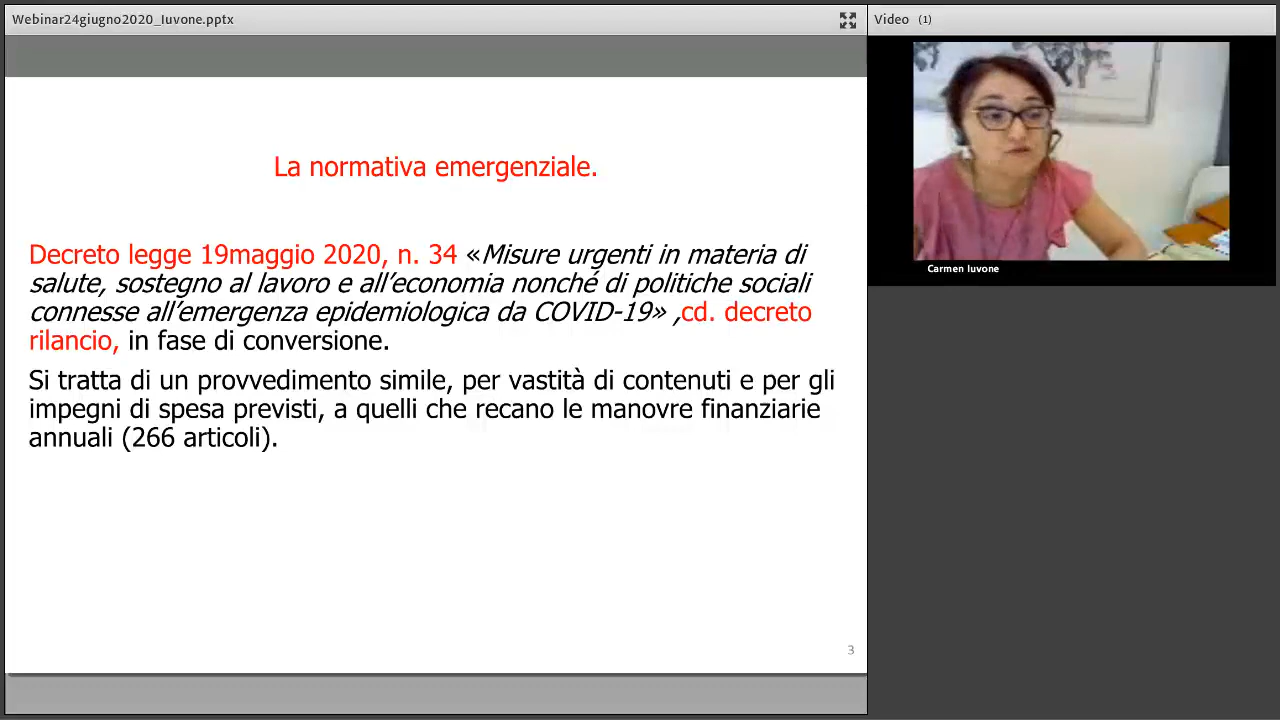 Webinar24giugno2020_Iuvone.pptx
Video (1)
Carmen Iuvone
La normativa emergenziale.
Decreto legge 19maggio 2020, n. 34 «Misure urgenti in materia di
salute, sostegno al lavoro e all’economia nonché di politiche sociali
connesse all’emergenza epidemiologica da COVID-19» ,cd. decreto
rilancio, in fase di conversione.
Si tratta di un provvedimento simile, per vastità di contenuti e per gli
impegni di spesa previsti, a quelli che recano le manovre finanziarie
annuali (266 articoli).
3